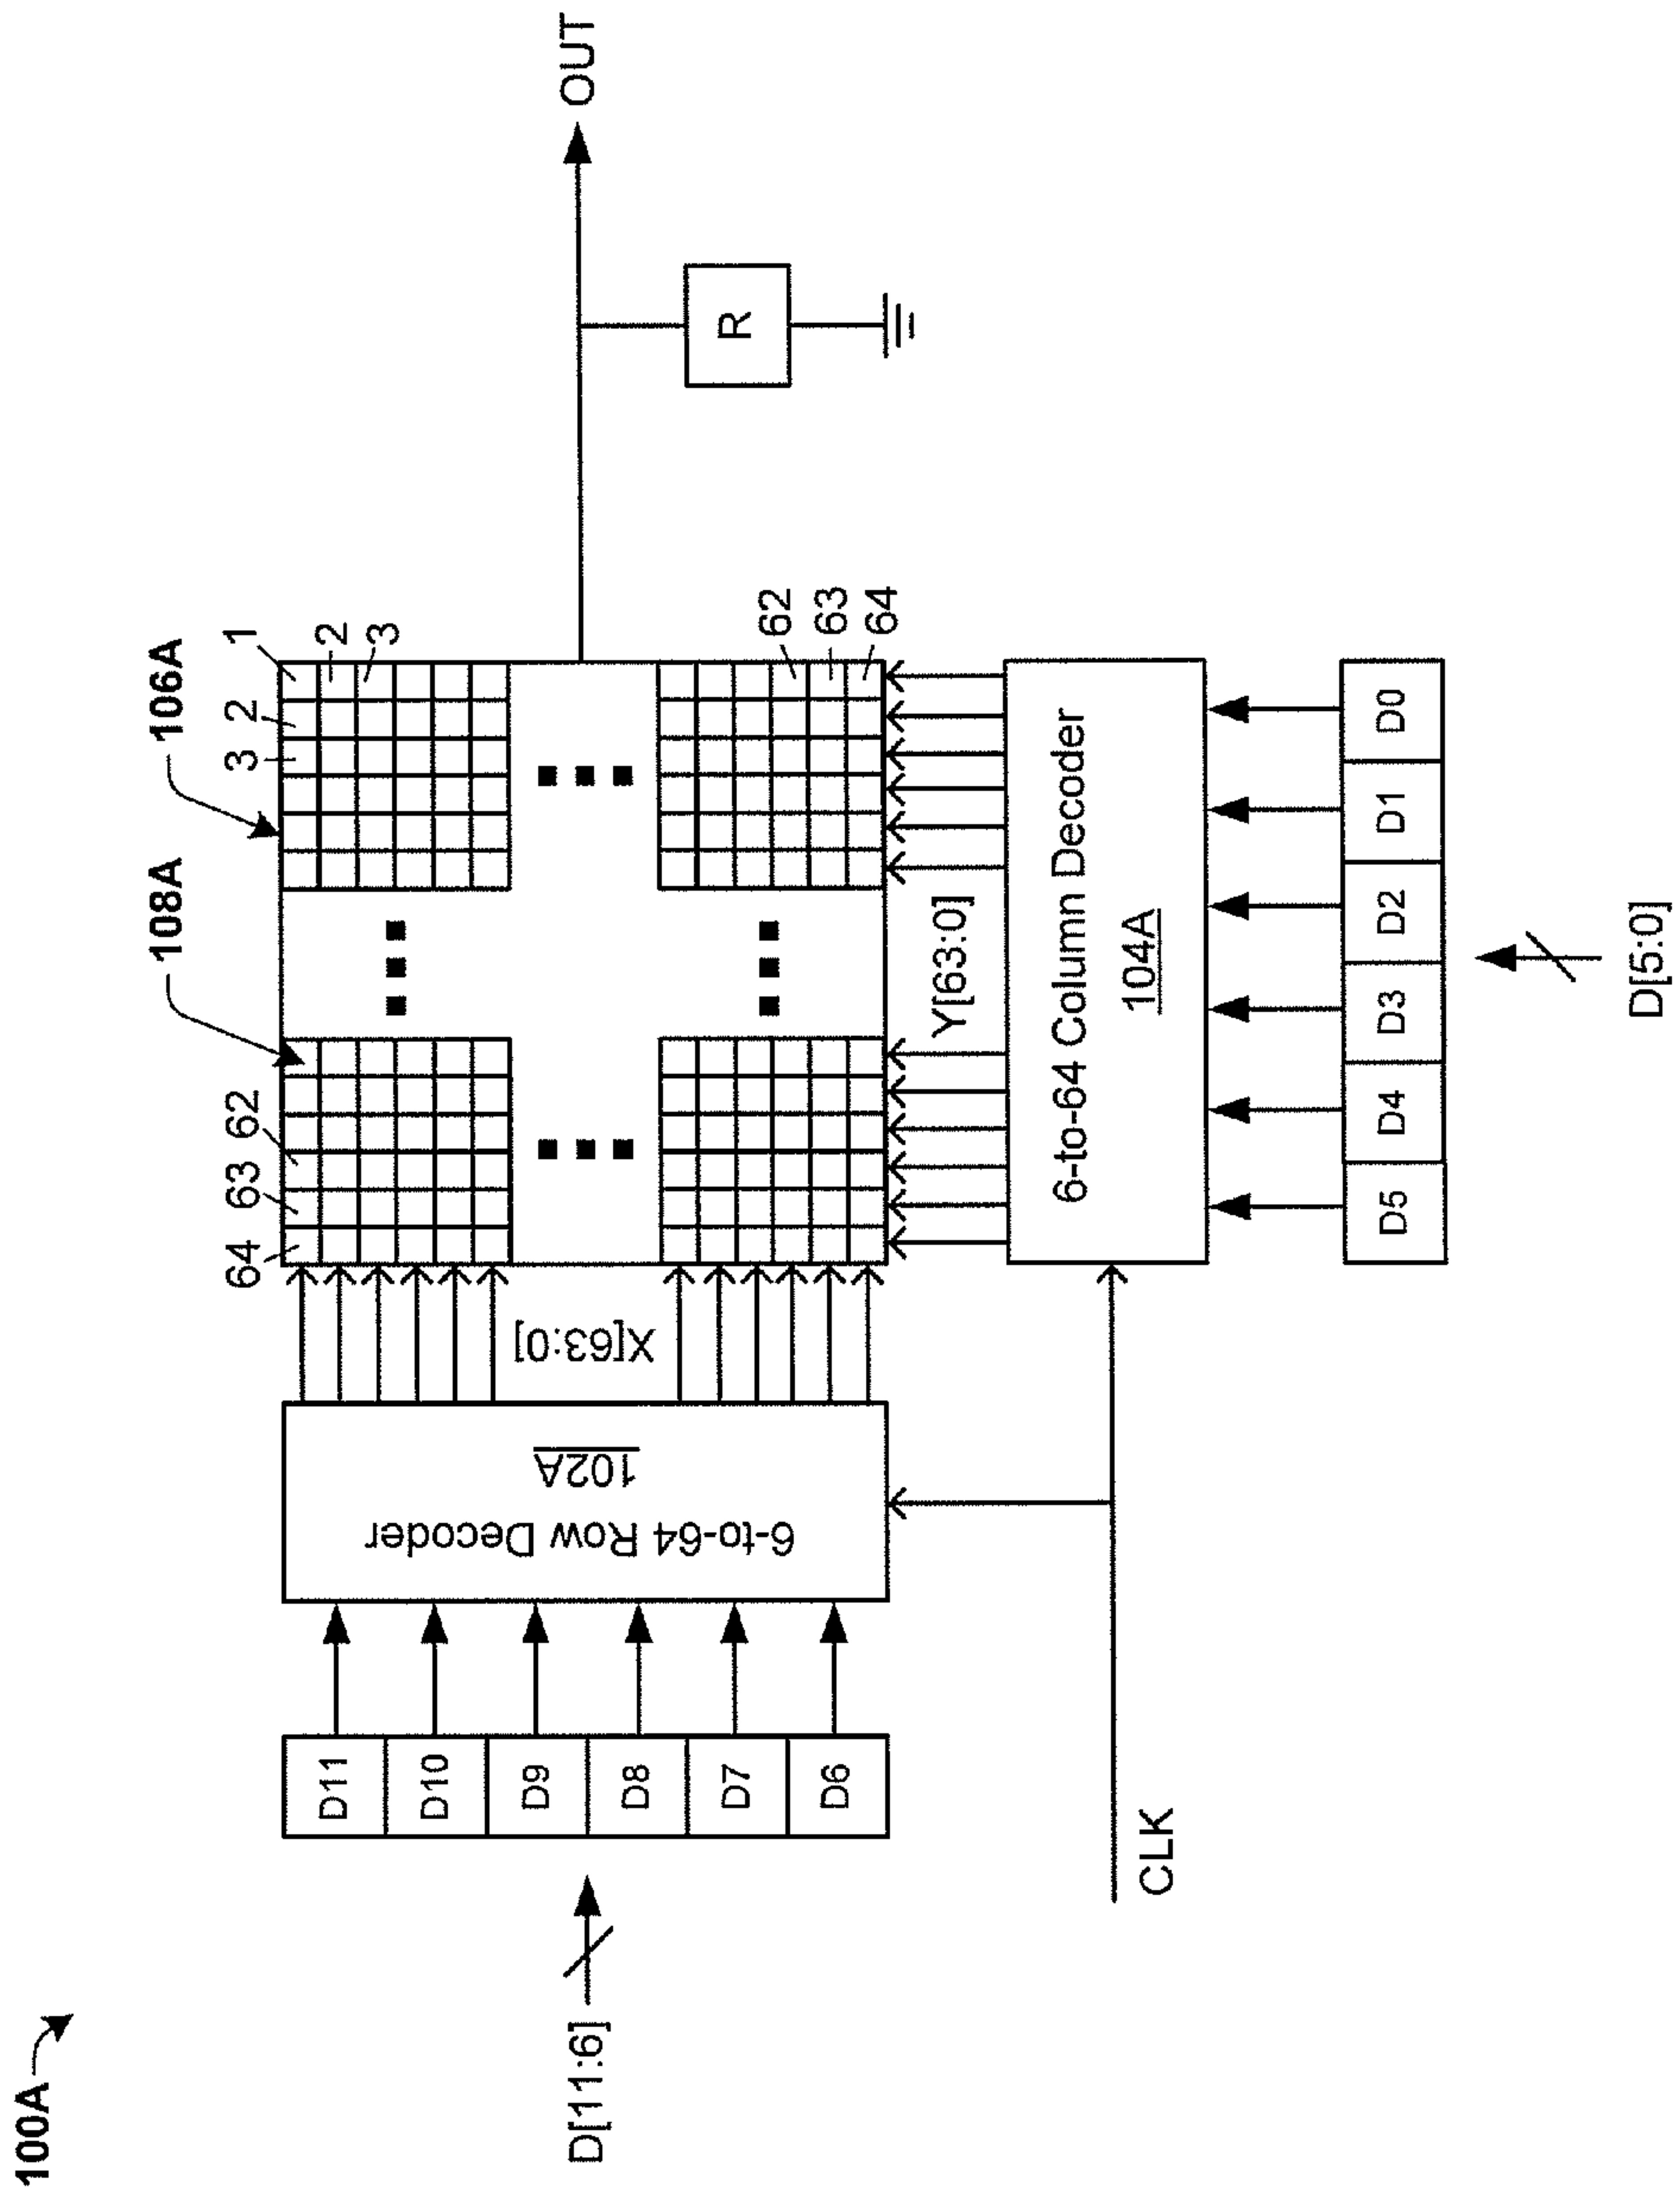 100A
D[11:6]
D11
D10
D9
D8
D7
D6
6-to-64 Row Decoder
102A
X[63:0]
CLK
64
63
62
108A
3
2
1
106A
2
3
62
63
64
OUT
R
Y[63:0]
6-to-64 Column Decoder
104A
D5
D4
D3
D2
D1
D0
D[5:0]